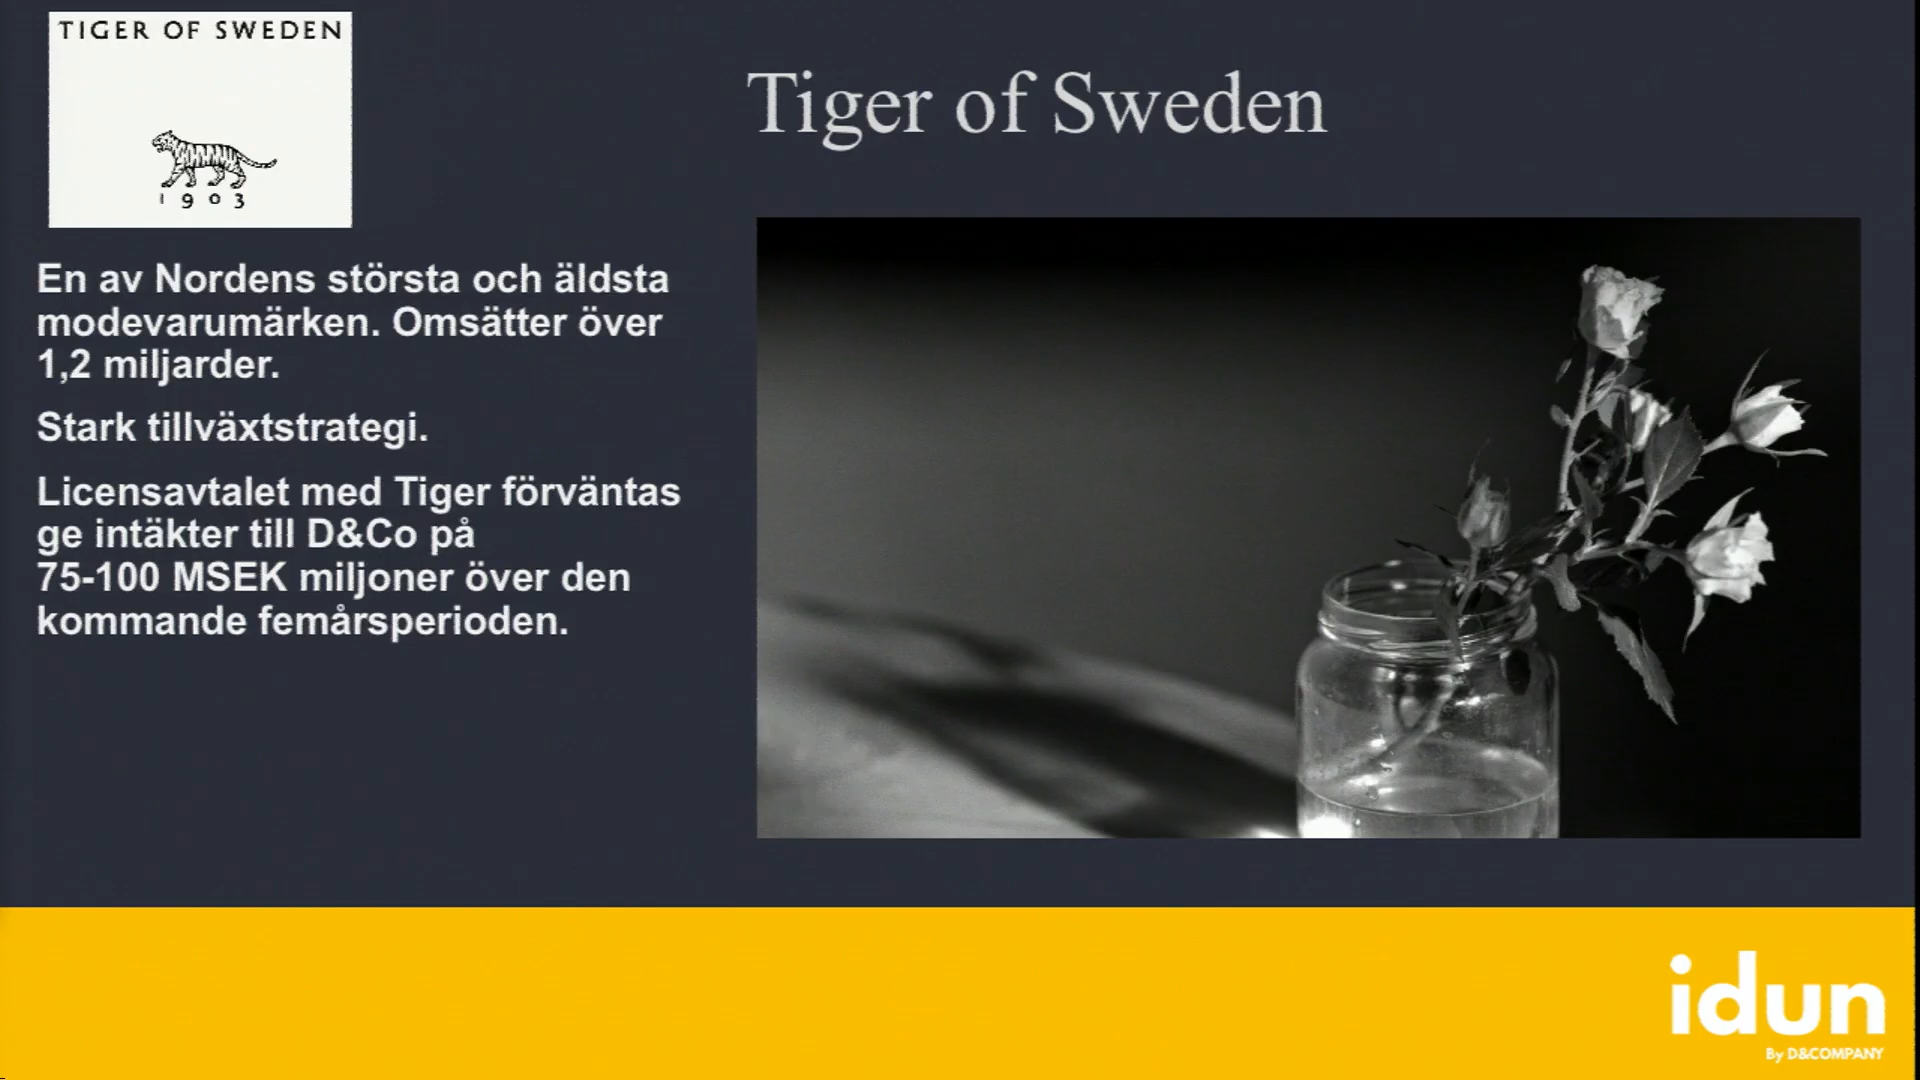 TIGER OF SWEDEN
1903
Tiger of Sweden
En av Nordens största och äldsta
modevarumärken. Omsätter över
1,2 miljarder.
Stark tillväxtstrategi.
Licensavtalet med Tiger förväntas
ge intäkter till D&Co på
75-100 MSEK miljoner över den
kommande femårsperioden.
idun
By D&COMPANY